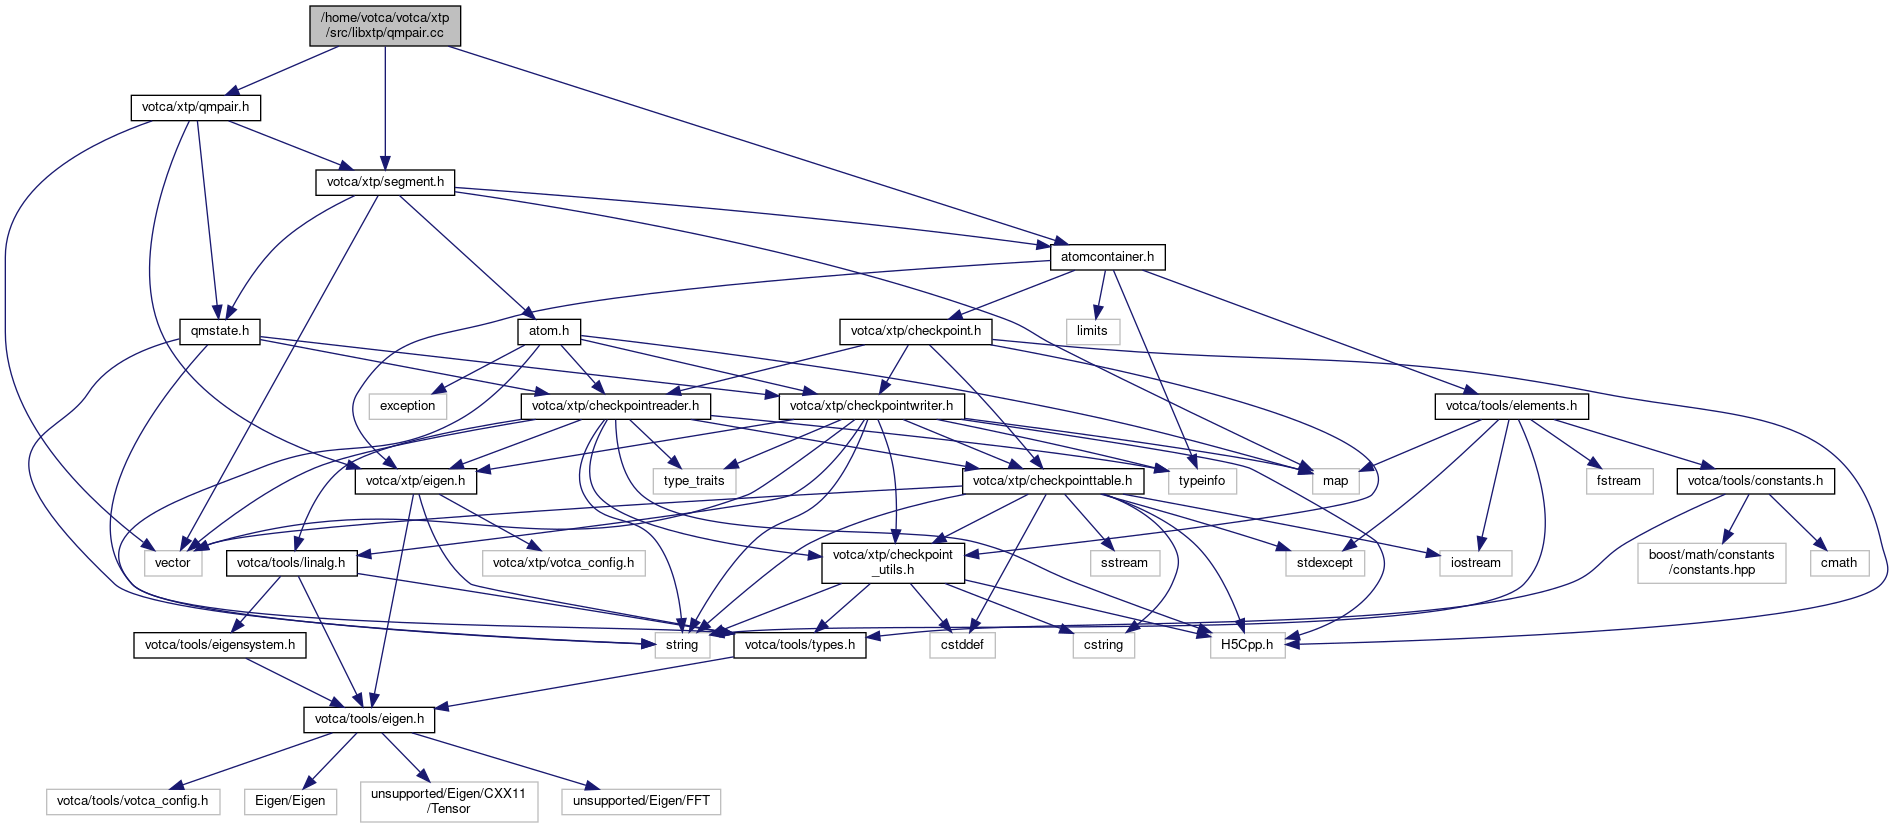 /home/votca/votca/xtp
/src/libxtp/qmpair.cc
votca/xtp/qmpair.h
votca/xtp/segment.h
atomcontainer.h
qmstate.h
atom.h
votca/xtp/checkpoint.h
limits
exception
votca/xtp/checkpointreader.h
votca/xtp/checkpointwriter.h
votca/tools/elements.h
votca/xtp/eigen.h
type_traits
votca/xtp/checkpointtable.h
typeinfo
map
fstream
votca/tools/constants.h
vector
votca/tools/linalg.h
votca/xtp/votca_config.h
votca/xtp/checkpoint
_utils.h
sstream
stdexcept
iostream
boost/math/constants
/constants.hpp
cmath
votca/tools/eigensystem.h
string
votca/tools/types.h
cstddef
cstring
H5Cpp.h
votca/tools/eigen.h
votca/tools/votca_config.h
Eigen/Eigen
unsupported/Eigen/CXX11
/Tensor
unsupported/Eigen/FFT